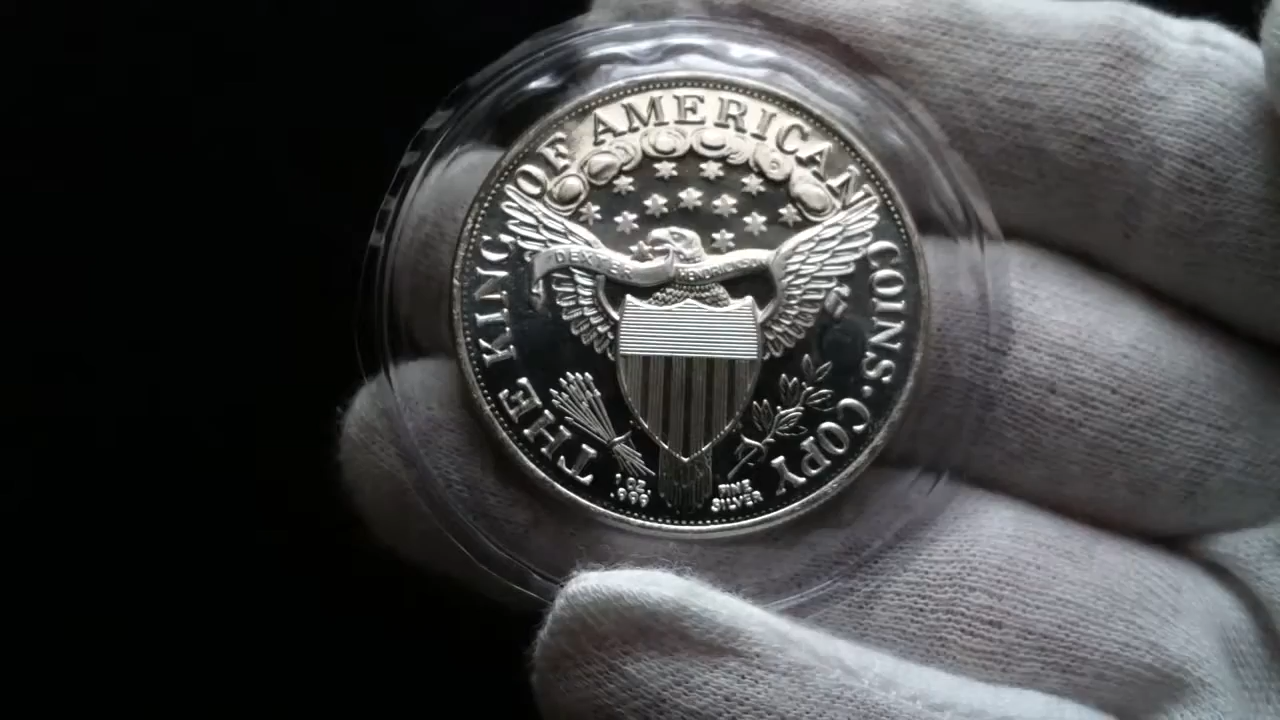 THE KING OF AMERICAN COINS · COPY
DEXTER HENDRICKSON
1 OZ.
.999
FINE
SILVER